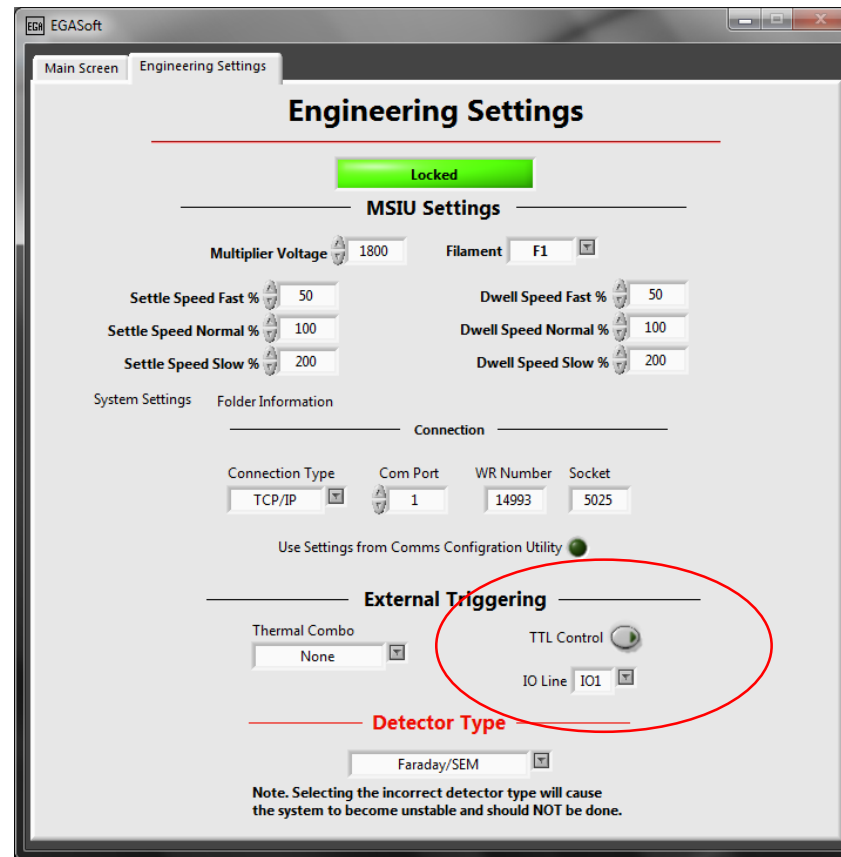 EGA EGASoft
Main Screen Engineering Settings
Engineering Settings
Locked
MSIU Settings
Multiplier Voltage 1800 Filament F1
Settle Speed Fast % 50 Dwell Speed Fast % 50
Settle Speed Normal % 100 Dwell Speed Normal % 100
Settle Speed Slow % 200 Dwell Speed Slow % 200
System Settings Folder Information
Connection
Connection Type Com Port WR Number Socket
TCP/IP 1 14993 5025
Use Settings from Comms Configration Utility
External Triggering
Thermal Combo TTL Control
None
IO Line IO1
Detector Type
Faraday/SEM
Note. Selecting the incorrect detector type will cause
the system to become unstable and should NOT be done.